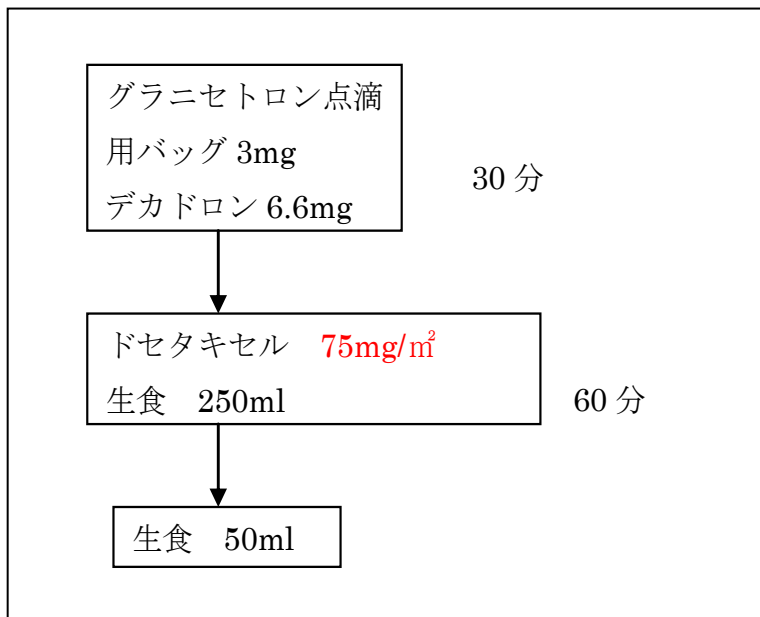 グラニセトロン点滴
用バッグ 3mg
デカドロン 6.6mg
30 分
ドセタキセル　75mg/㎡
生食　250ml
60 分
生食　50ml